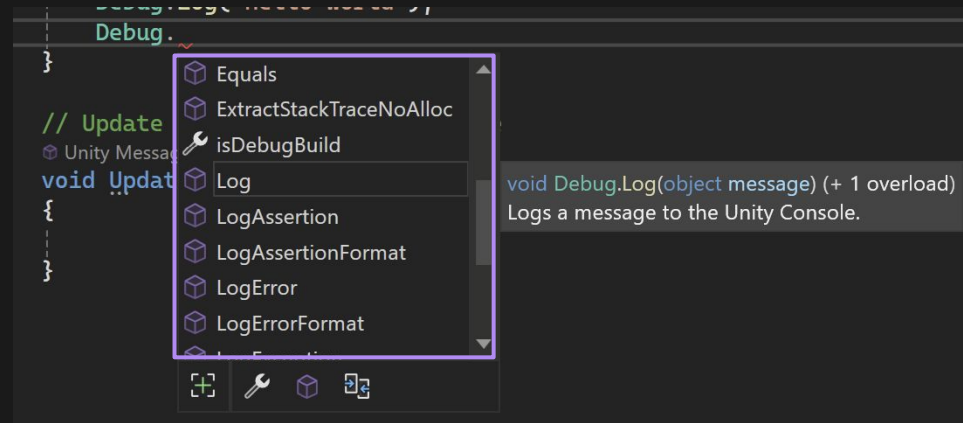 Debug.
}
Equals
ExtractStackTraceNoAlloc
// Update
isDebugBuild
Unity Messag
void Updat
Log
void Debug.Log(object message) (+ 1 overload)
{
LogAssertion
Logs a message to the Unity Console.
LogAssertionFormat
}
LogError
LogErrorFormat